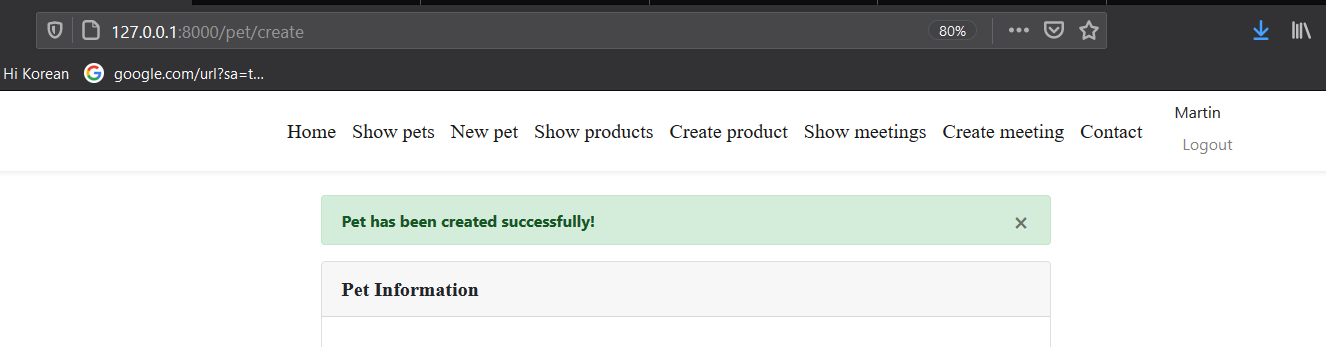 127.0.0.1:8000/pet/create 80%
Hi Korean google.com/url?sa=t...
Home Show pets New pet Show products Create product Show meetings Create meeting Contact Martin
Logout
Pet has been created successfully! ×
Pet Information